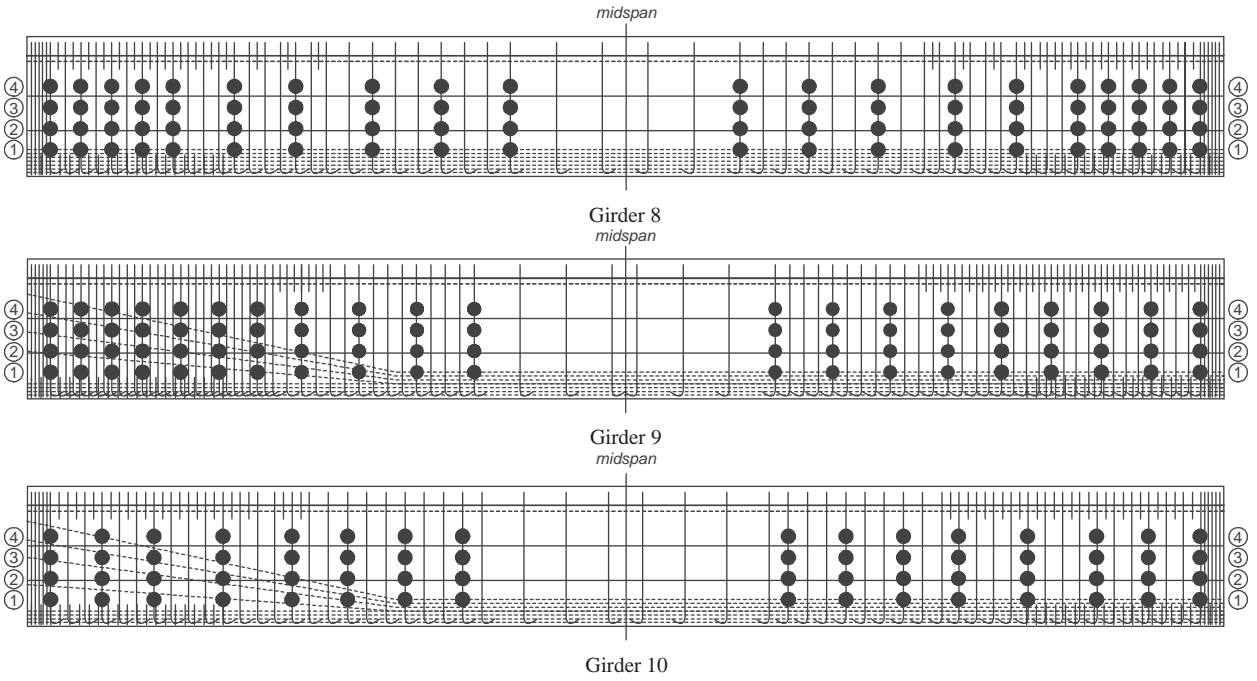 midspan
④ ④
③ ③
② ②
① ①
Girder 8
midspan
④ ④
③ ③
② ②
① ①
Girder 9
midspan
④ ④
③ ③
② ②
① ①
Girder 10